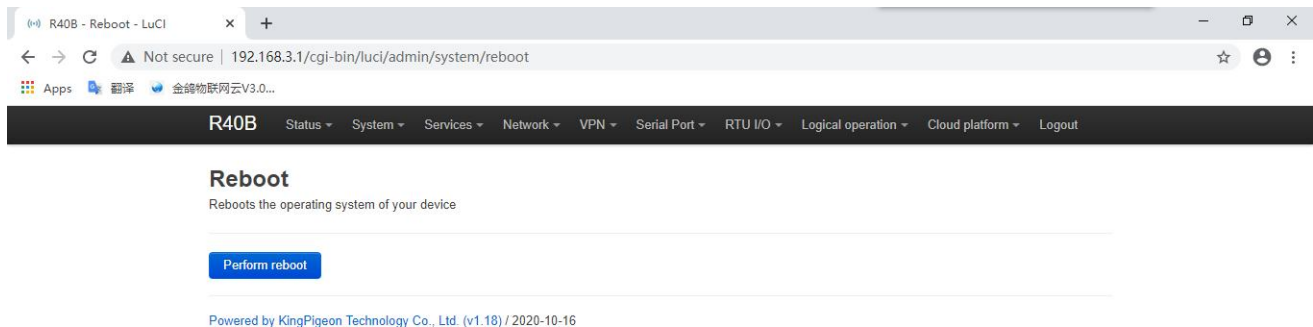 R40B - Reboot - LuCI
Not secure | 192.168.3.1/cgi-bin/luci/admin/system/reboot
Apps 翻译 金鸽物联网云V3.0...
R40B Status System Services Network VPN Serial Port RTU I/O Logical operation Cloud platform Logout
Reboot
Reboots the operating system of your device
Perform reboot
Powered by KingPigeon Technology Co., Ltd. (v1.18) / 2020-10-16